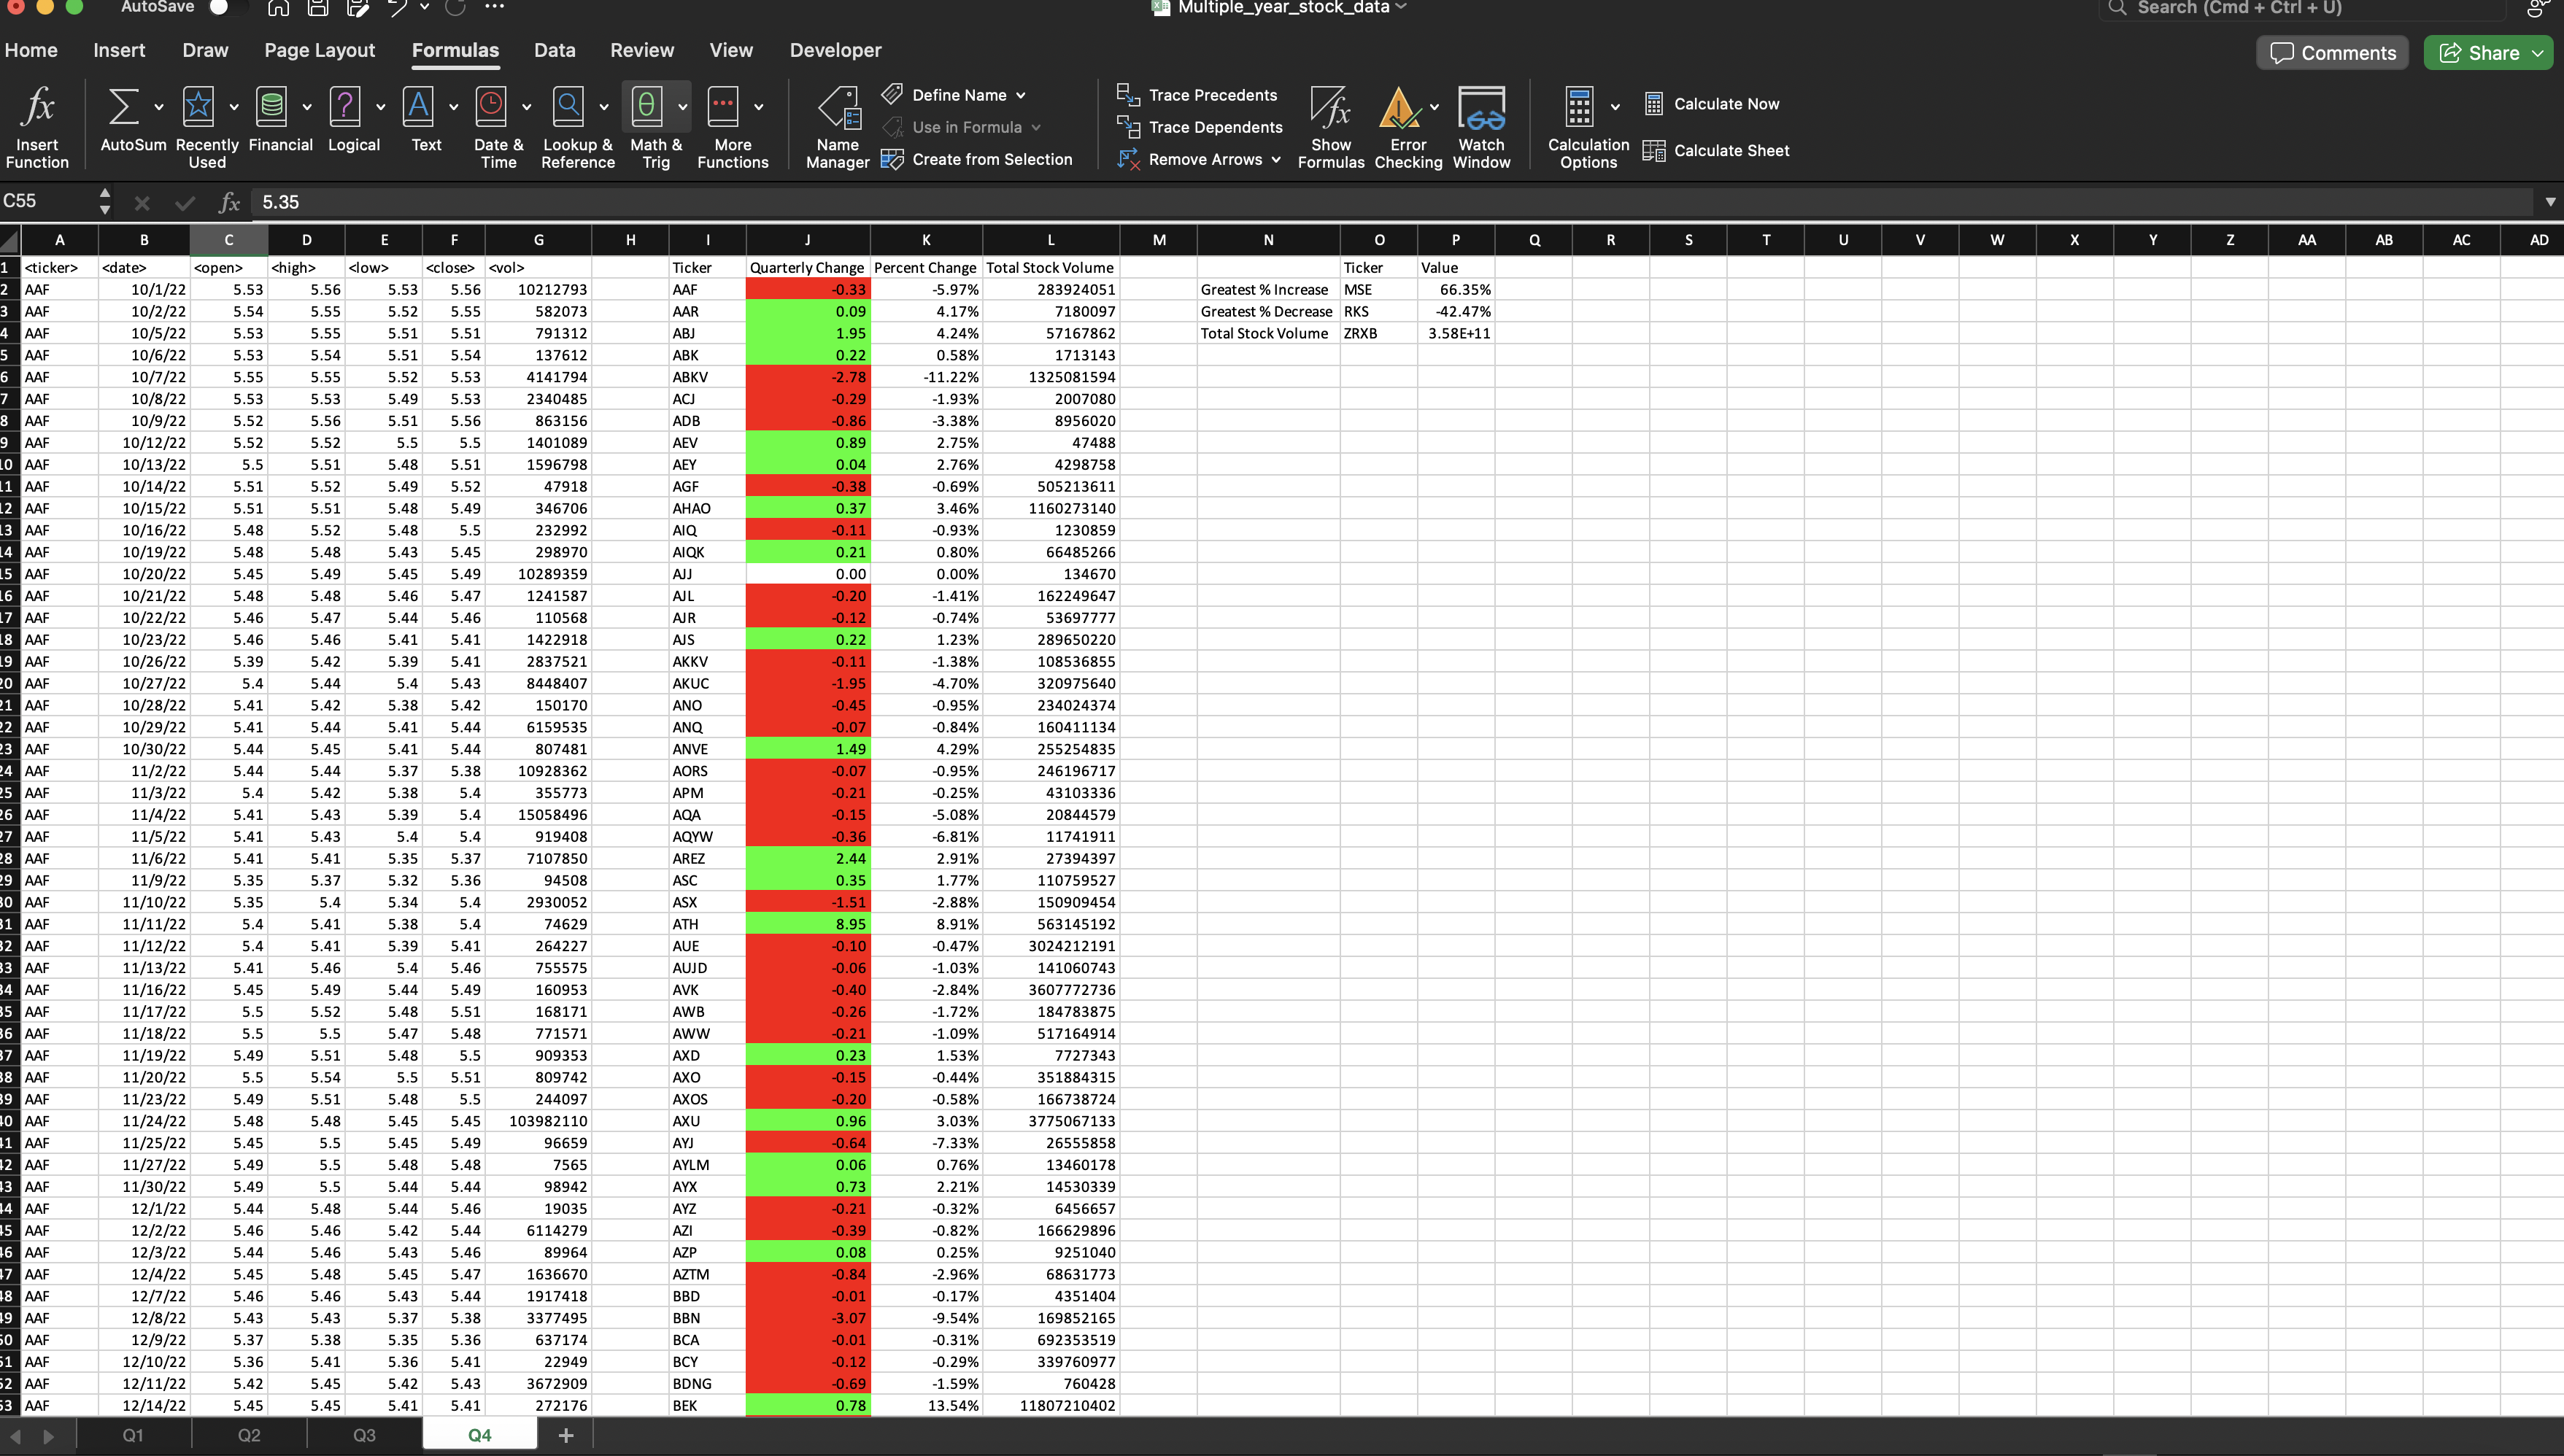 AutoSave
Multiple_year_stock_data
Search (Cmd + Ctrl + U)
Home Insert Draw Page Layout Formulas Data Review View Developer
Comments Share
Insert Function
AutoSum
Recently Used
Financial
Logical
Text
Date & Time
Lookup & Reference
Math & Trig
More Functions
Name Manager
Define Name
Use in Formula
Create from Selection
Trace Precedents
Trace Dependents
Remove Arrows
Show Formulas
Error Checking
Watch Window
Calculation Options
Calculate Now
Calculate Sheet
C55 fx 5.35
A B C D E F G H I J K L M N O P Q R S T U V W X Y Z AA AB AC AD
1 <ticker> <date> <open> <high> <low> <close> <vol> Ticker Quarterly Change Percent Change Total Stock Volume Ticker Value
2 AAF 10/1/22 5.53 5.56 5.53 5.56 10212793 AAF -0.33 -5.97% 283924051 Greatest % Increase MSE 66.35%
3 AAF 10/2/22 5.54 5.55 5.52 5.55 582073 AAR 0.09 4.17% 7180097 Greatest % Decrease RKS -42.47%
4 AAF 10/5/22 5.53 5.55 5.51 5.51 791312 ABJ 1.95 4.24% 57167862 Total Stock Volume ZRXB 3.58E+11
5 AAF 10/6/22 5.53 5.54 5.51 5.54 137612 ABK 0.22 0.58% 1713143
6 AAF 10/7/22 5.55 5.55 5.52 5.53 4141794 ABKV -2.78 -11.22% 1325081594
7 AAF 10/8/22 5.53 5.53 5.49 5.53 2340485 ACJ -0.29 -1.93% 2007080
8 AAF 10/9/22 5.52 5.56 5.51 5.56 863156 ADB -0.86 -3.38% 8956020
9 AAF 10/12/22 5.52 5.52 5.5 5.5 1401089 AEV 0.89 2.75% 47488
10 AAF 10/13/22 5.5 5.51 5.48 5.51 1596798 AEY 0.04 2.76% 4298758
11 AAF 10/14/22 5.51 5.52 5.49 5.52 47918 AGF -0.38 -0.69% 505213611
12 AAF 10/15/22 5.51 5.51 5.48 5.49 346706 AHAO 0.37 3.46% 1160273140
13 AAF 10/16/22 5.48 5.52 5.48 5.5 232992 AIQ -0.11 -0.93% 1230859
14 AAF 10/19/22 5.48 5.48 5.43 5.45 298970 AIQK 0.21 0.80% 66485266
15 AAF 10/20/22 5.45 5.49 5.45 5.49 10289359 AJJ 0.00 0.00% 134670
16 AAF 10/21/22 5.48 5.48 5.46 5.47 1241587 AJL -0.20 -1.41% 162249647
17 AAF 10/22/22 5.46 5.47 5.44 5.46 110568 AJR -0.12 -0.74% 53697777
18 AAF 10/23/22 5.46 5.46 5.41 5.41 1422918 AJS 0.22 1.23% 289650220
19 AAF 10/26/22 5.39 5.42 5.39 5.41 2837521 AKKV -0.11 -1.38% 108536855
20 AAF 10/27/22 5.4 5.44 5.4 5.43 8448407 AKUC -1.95 -4.70% 320975640
21 AAF 10/28/22 5.41 5.42 5.38 5.42 150170 ANO -0.45 -0.95% 234024374
22 AAF 10/29/22 5.41 5.44 5.41 5.44 6159535 ANQ -0.07 -0.84% 160411134
23 AAF 10/30/22 5.44 5.45 5.41 5.44 807481 ANVE 1.49 4.29% 255254835
24 AAF 11/2/22 5.44 5.44 5.37 5.38 10928362 AORS -0.07 -0.95% 246196717
25 AAF 11/3/22 5.4 5.42 5.38 5.4 355773 APM -0.21 -0.25% 43103336
26 AAF 11/4/22 5.41 5.43 5.39 5.4 15058496 AQA -0.15 -5.08% 20844579
27 AAF 11/5/22 5.41 5.43 5.4 5.4 919408 AQYW -0.36 -6.81% 11741911
28 AAF 11/6/22 5.41 5.41 5.35 5.37 7107850 AREZ 2.44 2.91% 27394397
29 AAF 11/9/22 5.35 5.37 5.32 5.36 94508 ASC 0.35 1.77% 110759527
30 AAF 11/10/22 5.35 5.4 5.34 5.4 2930052 ASX -1.51 -2.88% 150909454
31 AAF 11/11/22 5.4 5.41 5.38 5.4 74629 ATH 8.95 8.91% 563145192
32 AAF 11/12/22 5.4 5.41 5.39 5.41 264227 AUE -0.10 -0.47% 3024212191
33 AAF 11/13/22 5.41 5.46 5.4 5.46 755575 AUJD -0.06 -1.03% 141060743
34 AAF 11/16/22 5.45 5.49 5.44 5.49 160953 AVK -0.40 -2.84% 3607772736
35 AAF 11/17/22 5.5 5.52 5.48 5.51 168171 AWB -0.26 -1.72% 184783875
36 AAF 11/18/22 5.5 5.5 5.47 5.48 771571 AWW -0.21 -1.09% 517164914
37 AAF 11/19/22 5.49 5.51 5.48 5.5 909353 AXD 0.23 1.53% 7727343
38 AAF 11/20/22 5.5 5.54 5.5 5.51 809742 AXO -0.15 -0.44% 351884315
39 AAF 11/23/22 5.49 5.51 5.48 5.5 244097 AXOS -0.20 -0.58% 166738724
40 AAF 11/24/22 5.48 5.48 5.45 5.45 103982110 AXU 0.96 3.03% 3775067133
41 AAF 11/25/22 5.45 5.5 5.45 5.49 96659 AYJ -0.64 -7.33% 26555858
42 AAF 11/27/22 5.49 5.5 5.48 5.48 7565 AYLM 0.06 0.76% 13460178
43 AAF 11/30/22 5.49 5.5 5.44 5.44 98942 AYX 0.73 2.21% 14530339
44 AAF 12/1/22 5.44 5.48 5.44 5.46 19035 AYZ -0.21 -0.32% 6456657
45 AAF 12/2/22 5.46 5.46 5.42 5.44 6114279 AZI -0.39 -0.82% 166629896
46 AAF 12/3/22 5.44 5.46 5.43 5.46 89964 AZP 0.08 0.25% 9251040
47 AAF 12/4/22 5.45 5.48 5.45 5.47 1636670 AZTM -0.84 -2.96% 68631773
48 AAF 12/7/22 5.46 5.46 5.43 5.44 1917418 BBD -0.01 -0.17% 4351404
49 AAF 12/8/22 5.43 5.43 5.37 5.38 3377495 BBN -3.07 -9.54% 169852165
50 AAF 12/9/22 5.37 5.38 5.35 5.36 637174 BCA -0.01 -0.31% 692353519
51 AAF 12/10/22 5.36 5.41 5.36 5.41 22949 BCY -0.12 -0.29% 339760977
52 AAF 12/11/22 5.42 5.45 5.42 5.43 3672909 BDNG -0.69 -1.59% 760428
53 AAF 12/14/22 5.45 5.45 5.41 5.41 272176 BEK 0.78 13.54% 11807210402
Q1 Q2 Q3 Q4 +